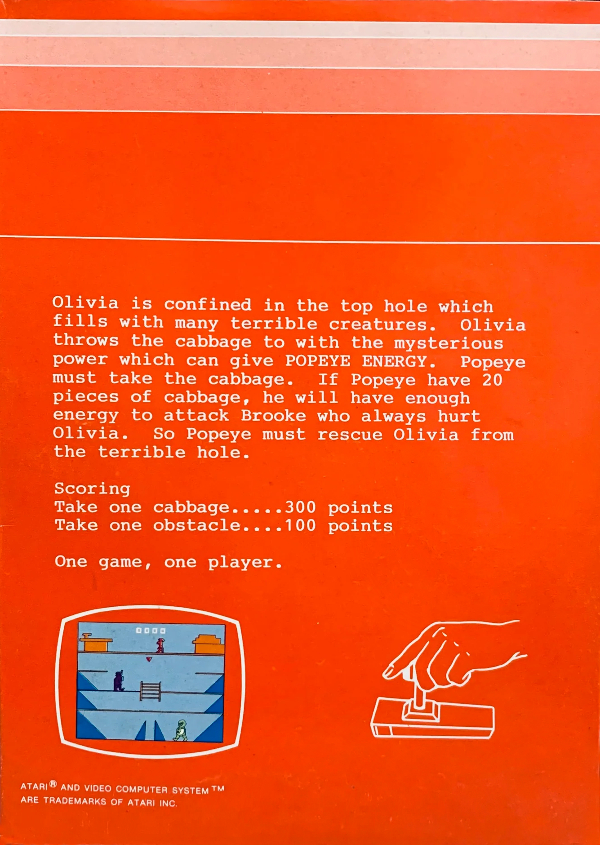 Olivia is confined in the top hole which
fills with many terrible creatures.  Olivia
throws the cabbage to with the mysterious
power which can give POPEYE ENERGY.  Popeye
must take the cabbage.  If Popeye have 20
pieces of cabbage, he will have enough
energy to attack Brooke who always hurt
Olivia.  So Popeye must rescue Olivia from
the terrible hole.
Scoring
Take one cabbage.....300 points
Take one obstacle....100 points
One game, one player.
0000
ATARI® AND VIDEO COMPUTER SYSTEM™
ARE TRADEMARKS OF ATARI INC.